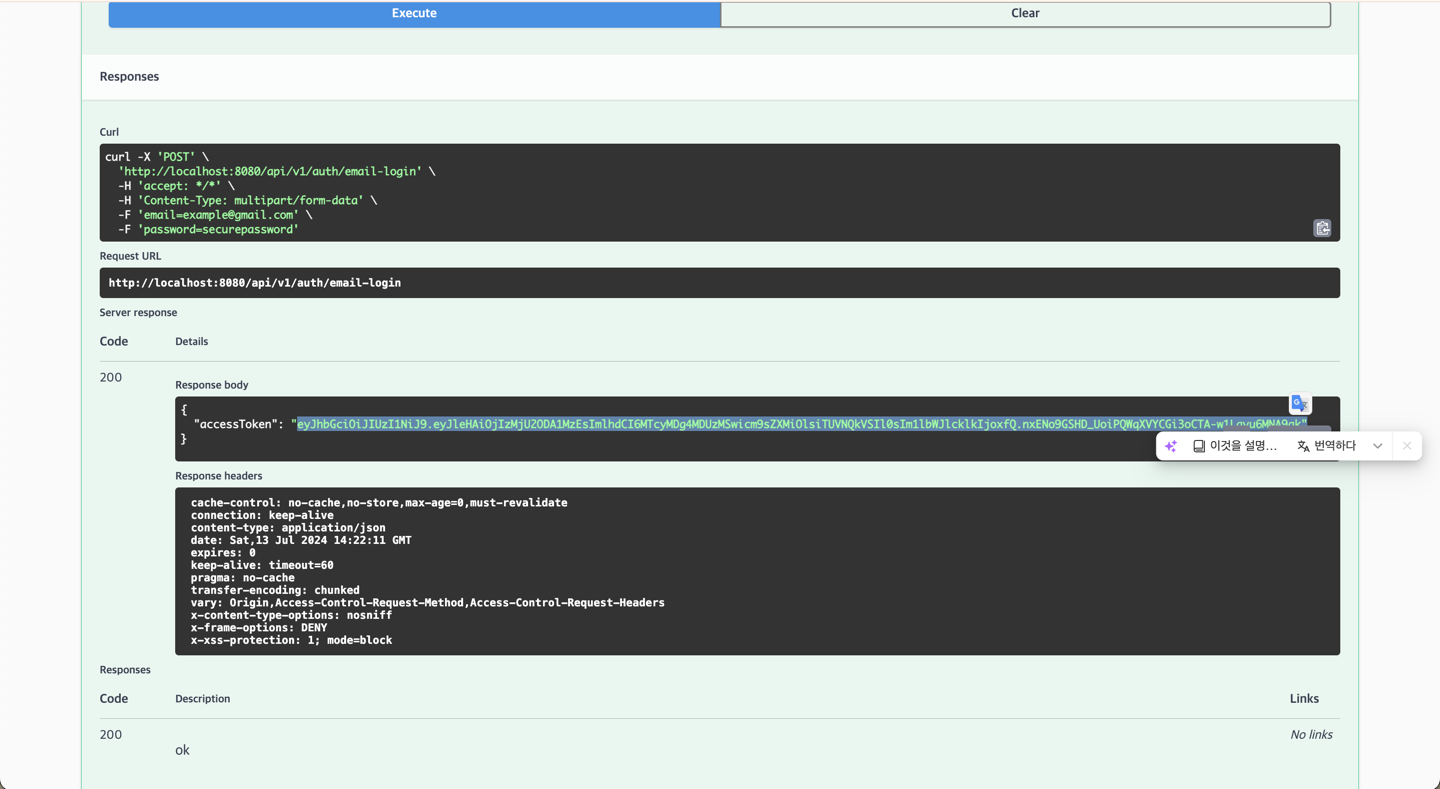 Execute
Clear
Responses
Curl
curl -X 'POST' \
'http://localhost:8080/api/v1/auth/email-login' \
-H 'accept: */*' \
-H 'Content-Type: multipart/form-data' \
-F 'email=example@gmail.com' \
-F 'password=securepassword'
Request URL
http://localhost:8080/api/v1/auth/email-login
Server response
Code Details
200
Response body
{
"accessToken":
}
이것을 설명... 번역하다
Response headers
cache-control: no-cache,no-store,max-age=0,must-revalidate
connection: keep-alive
content-type: application/json
date: Sat,13 Jul 2024 14:22:11 GMT
expires: 0
keep-alive: timeout=60
pragma: no-cache
transfer-encoding: chunked
vary: Origin,Access-Control-Request-Method,Access-Control-Request-Headers
x-content-type-options: nosniff
x-frame-options: DENY
x-xss-protection: 1; mode=block
Responses
Code Description Links
200 No links
ok